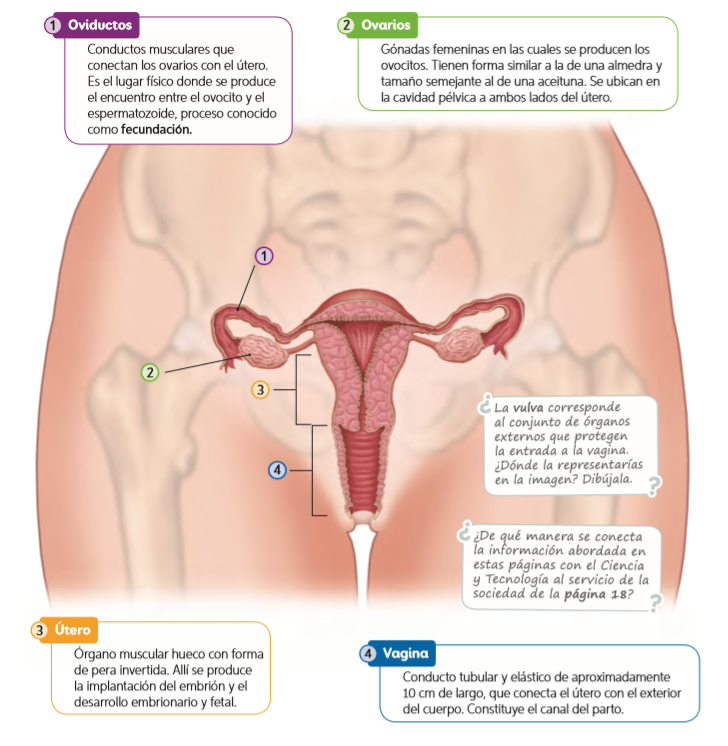 1 Oviductos
Conductos musculares que
conectan los ovarios con el útero.
Es el lugar físico donde se produce
el encuentro entre el ovocito y el
espermatozoide, proceso conocido
como fecundación.
2 Ovarios
Gónadas femeninas en las cuales se producen los
ovocitos. Tienen forma similar a la de una almedra y
tamaño semejante al de una aceituna. Se ubican en
la cavidad pélvica a ambos lados del útero.
1
2
3
4
¿ La vulva corresponde
al conjunto de órganos
externos que protegen
la entrada a la vagina.
¿Dónde la representarías
en la imagen? Dibújala.
?
¿ ¿De qué manera se conecta
la información abordada en
estas páginas con el Ciencia
y Tecnología al servicio de la
sociedad de la página 18?
?
3 Útero
Órgano muscular hueco con forma
de pera invertida. Allí se produce
la implantación del embrión y el
desarrollo embrionario y fetal.
4 Vagina
Conducto tubular y elástico de aproximadamente
10 cm de largo, que conecta el útero con el exterior
del cuerpo. Constituye el canal del parto.